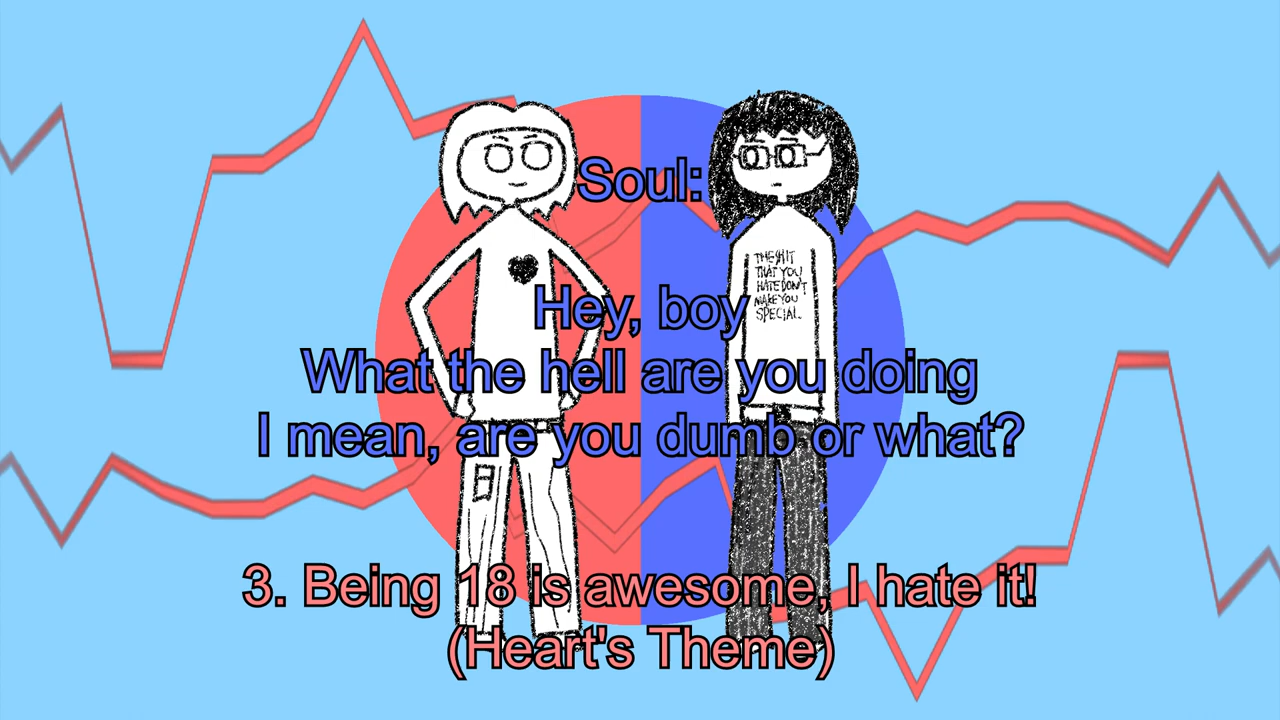 Soul:
THE SHIT
THAT YOU
HATE DON'T
MAKE YOU
SPECIAL
Hey, boy
What the hell are you doing
I mean, are you dumb or what?
3. Being 18 is awesome, I hate it!
(Heart's Theme)